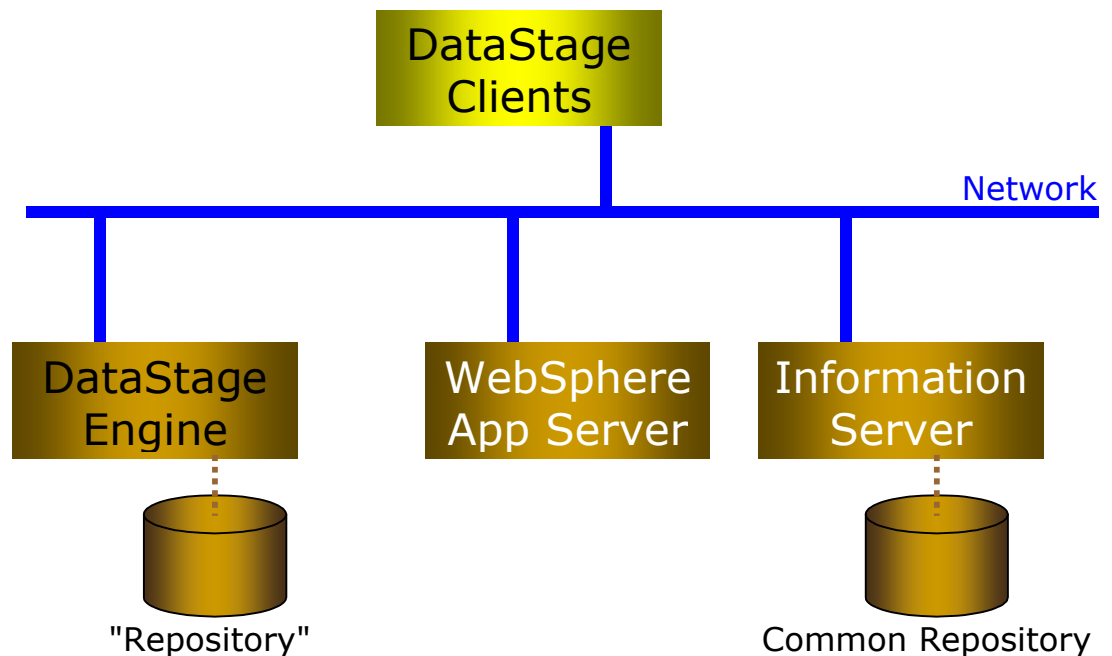 DataStage
Clients
Network
DataStage
Engine
WebSphere
App Server
Information
Server
"Repository"
Common Repository